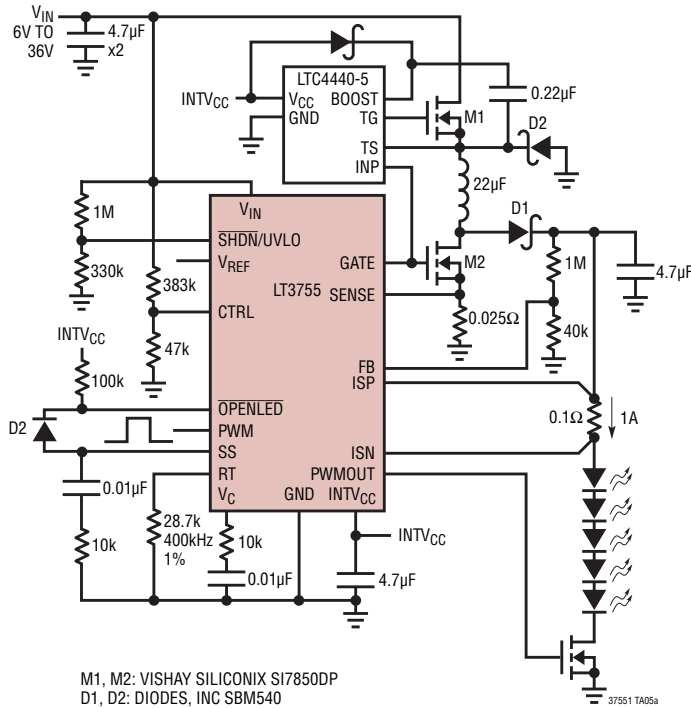 V_IN
6V TO
36V
4.7µF
x2
LTC4440-5
INTV_CC
V_CC
BOOST
GND
TG
TS
INP
M1
0.22µF
D2
22µF
D1
1M
330k
383k
47k
V_IN
SHDN/UVLO
V_REF
LT3755
CTRL
GATE
SENSE
M2
0.025Ω
1M
40k
4.7µF
FB
ISP
INTV_CC
100k
D2
OPENLED
PWM
SS
RT
V_C
GND
INTV_CC
ISN
PWMOUT
0.1Ω
1A
0.01µF
10k
28.7k
400kHz
1%
10k
0.01µF
INTV_CC
4.7µF
M1, M2: VISHAY SILICONIX SI7850DP
D1, D2: DIODES, INC SBM540
37551 TA05a